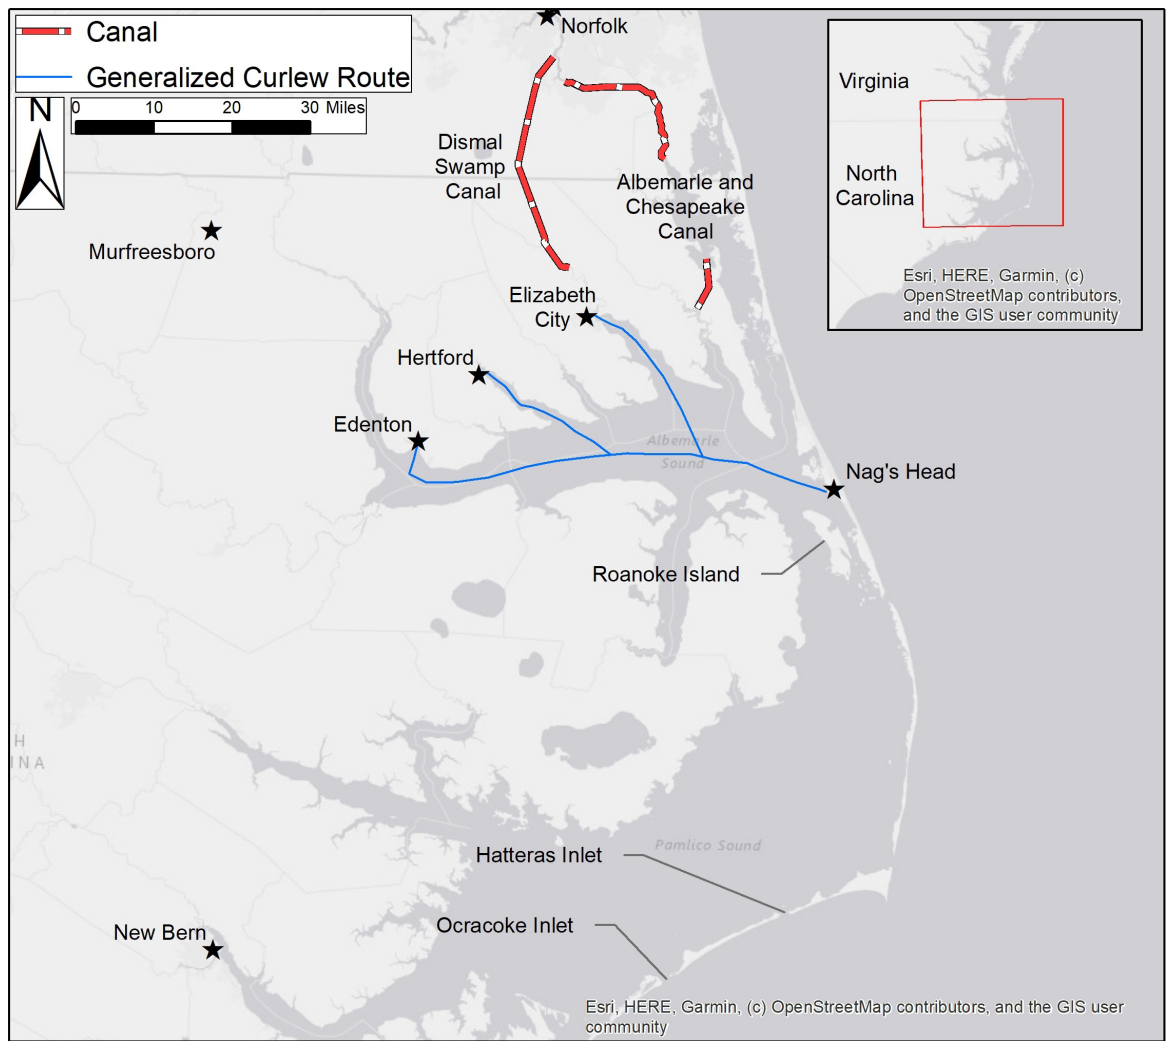 Canal
Generalized Curlew Route
N
0 10 20 30 Miles
Norfolk
Dismal
Swamp
Canal
Albemarle and
Chesapeake
Canal
Murfreesboro
Elizabeth
City
Hertford
Edenton
Albemarle
Sound
Nag's Head
Roanoke Island
H
INA
Pamlico Sound
Hatteras Inlet
Ocracoke Inlet
New Bern
Esri, HERE, Garmin, (c) OpenStreetMap contributors, and the GIS user
community
Virginia
North
Carolina
Esri, HERE, Garmin, (c)
OpenStreetMap contributors,
and the GIS user community